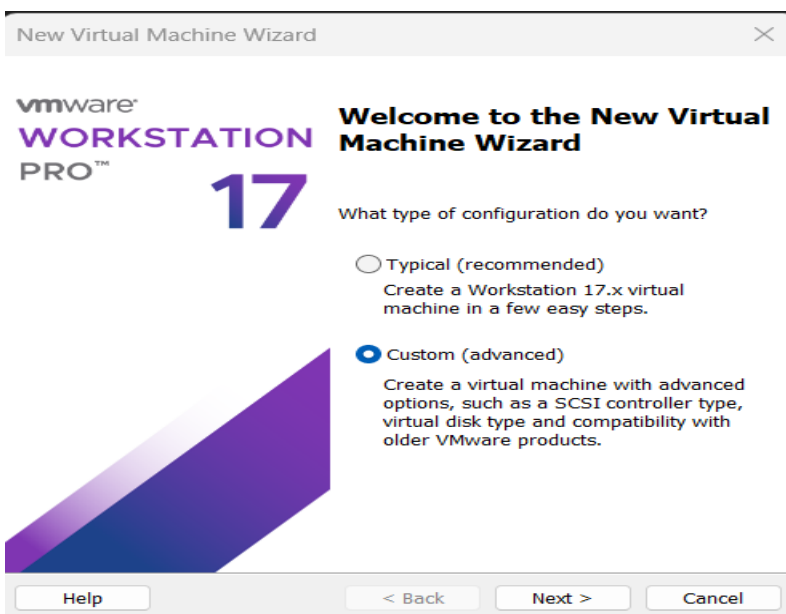 New Virtual Machine Wizard
vmware®
WORKSTATION
PRO™
17
Welcome to the New Virtual
Machine Wizard
What type of configuration do you want?
Typical (recommended)
Create a Workstation 17.x virtual
machine in a few easy steps.
Custom (advanced)
Create a virtual machine with advanced
options, such as a SCSI controller type,
virtual disk type and compatibility with
older VMware products.
Help
< Back
Next >
Cancel